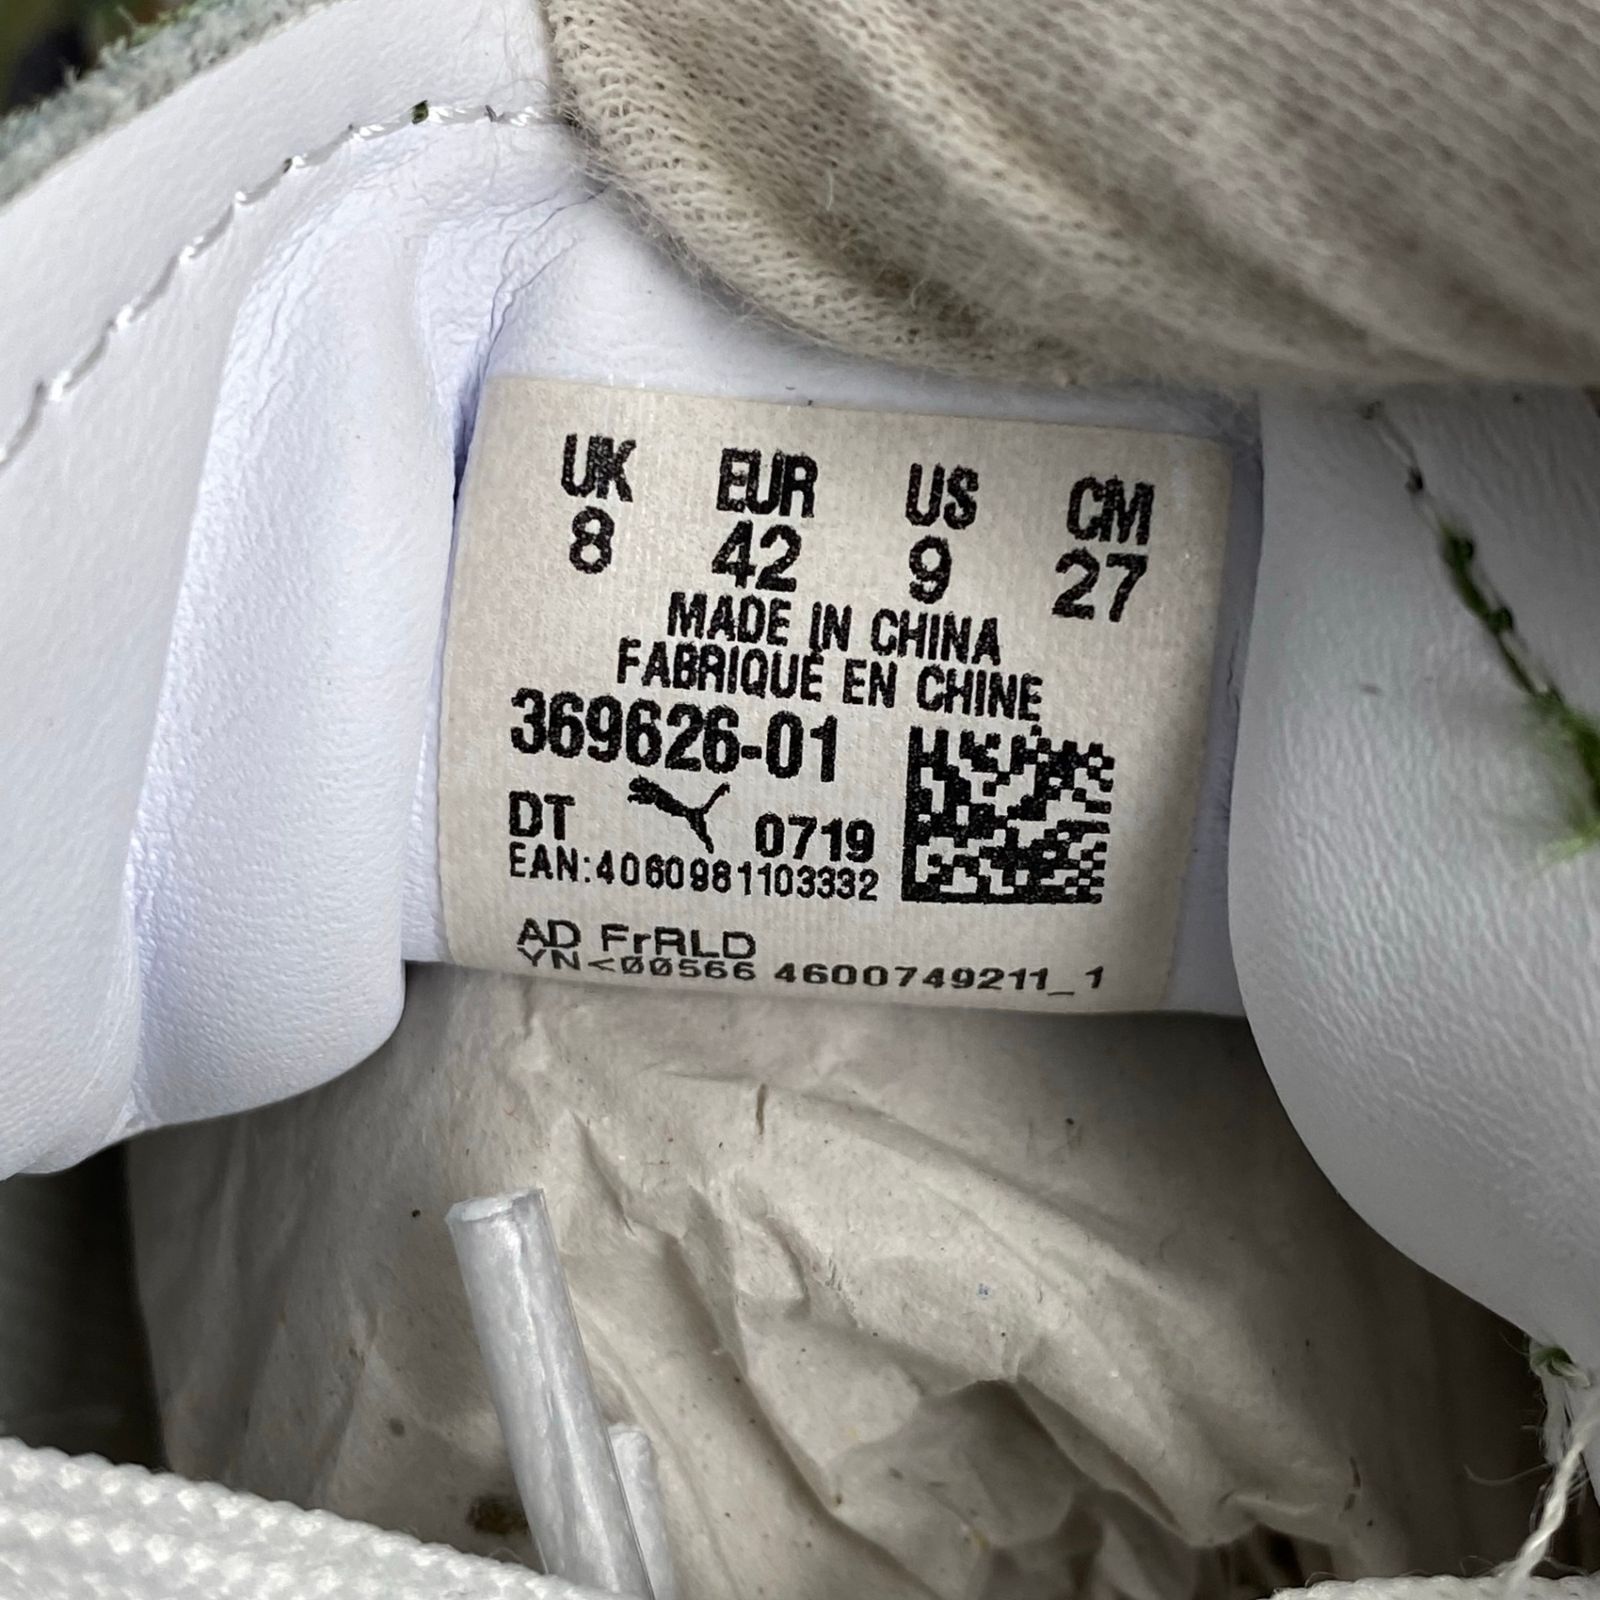 UK EUR US CM
8 42 9 27
MADE IN CHINA
FABRIQUÉ EN CHINE
369626-01
DT 0719
EAN:4060981103332
AD FrRLD
YN<00566 4600749211_1